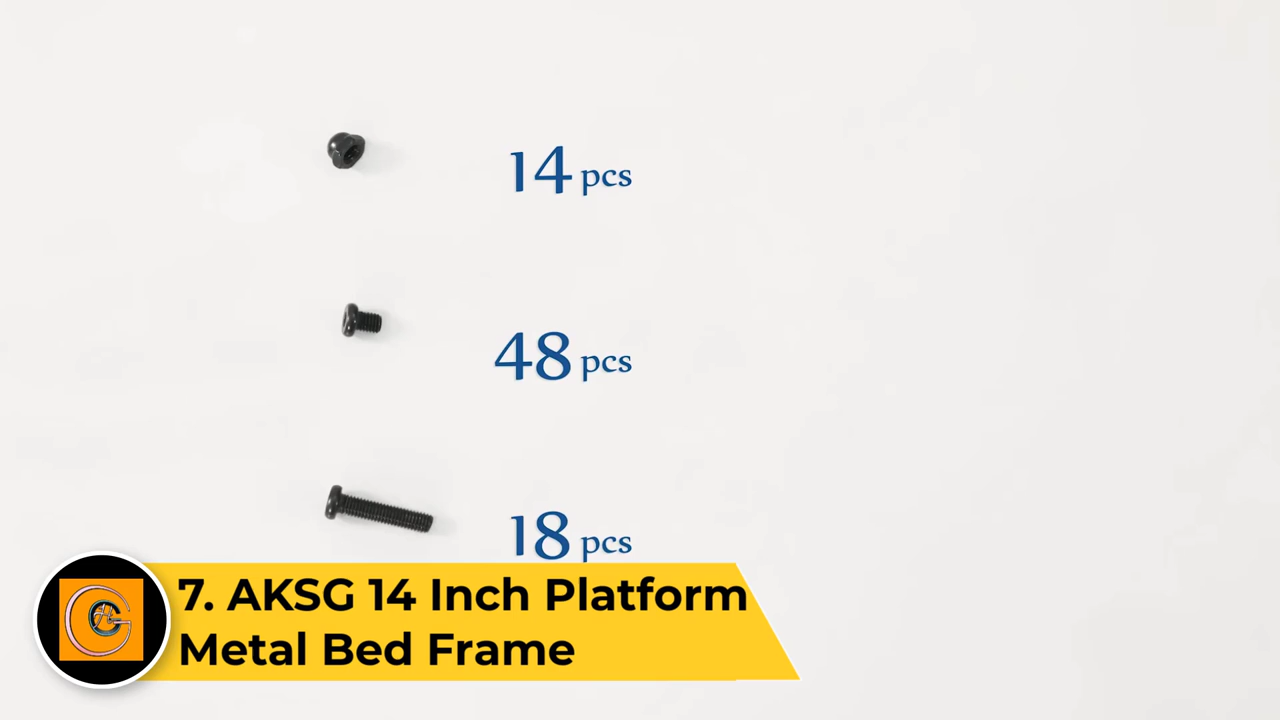 14 pcs
48 pcs
18 pcs
7. AKSG 14 Inch Platform
Metal Bed Frame